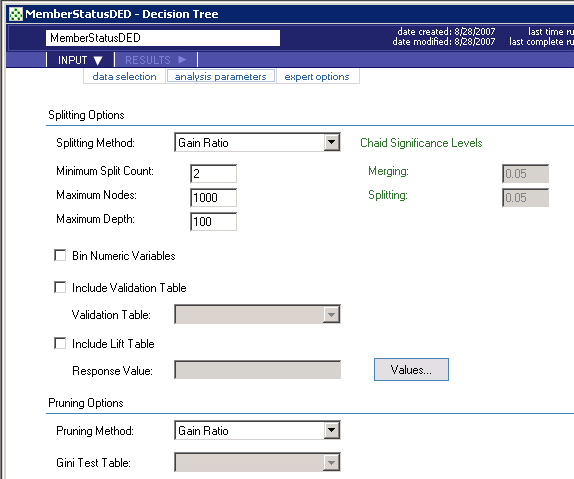 MemberStatusDED - Decision Tree
MemberStatusDED
date created: 8/28/2007 last time ru
date modified: 8/28/2007 last complete ru
INPUT ▼ RESULTS ►
data selection analysis parameters expert options
Splitting Options
Splitting Method: Gain Ratio Chaid Significance Levels
Minimum Split Count: 2 Merging: 0.05
Maximum Nodes: 1000 Splitting: 0.05
Maximum Depth: 100
Bin Numeric Variables
Include Validation Table
Validation Table:
Include Lift Table
Response Value: Values...
Pruning Options
Pruning Method: Gain Ratio
Gini Test Table: